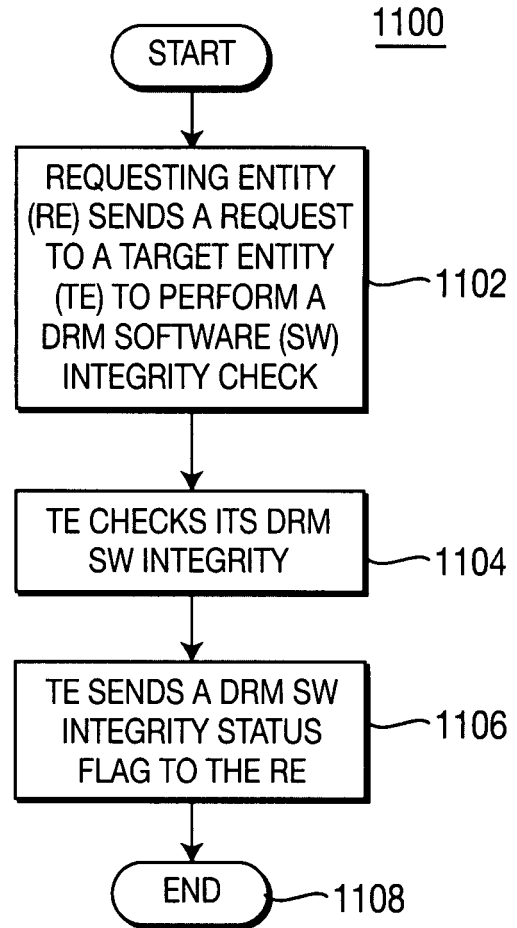 1100
START
REQUESTING ENTITY
(RE) SENDS A REQUEST
TO A TARGET ENTITY
(TE) TO PERFORM A
DRM SOFTWARE (SW)
INTEGRITY CHECK
1102
TE CHECKS ITS DRM
SW INTEGRITY
1104
TE SENDS A DRM SW
INTEGRITY STATUS
FLAG TO THE RE
1106
END
1108